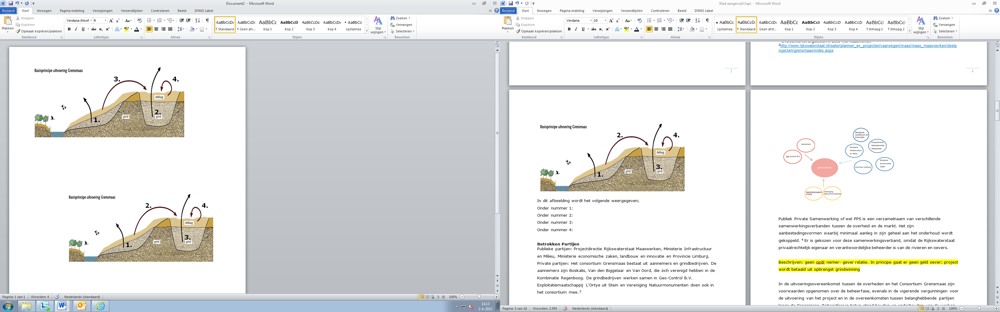 Document2 - Microsoft Word
Bestand Start Invoegen Pagina-indeling Verwijzingen Verzendlijsten Controleren Beeld DYMO Label
Plakken
Knippen
Kopiëren
Opmaak kopiëren/plakken
Klembord
Verdana (Hoof 9
Lettertype
Alinea
AaBbCcDc AaBbCcDc AaBbCc AaBbCcD AaBbCcDa AaBbCcDc • AaBbCc
¶ Standaard ¶ Geen afs... Kop 1 Kop 2 Kop 3 Kop 4 Lijstalinea
Stijlen
Stijl wijzigen
Zoeken
Vervangen
Selecteren
Bewerken
Basisprincipe uitvoering Grensmaas
3. 4.
deklaag
2.
grind grind
1.
Basisprincipe uitvoering Grensmaas
2. 4.
deklaag
3.
grind grind
1.
Pagina: 1 van 1 Woorden: 4 Nederlands (standaard) 100%
14:13
2-4-2015
Klad aangevuld 1apr - Microsoft Word
Bestand Start Invoegen Pagina-indeling Verwijzingen Verzendlijsten Controleren Beeld DYMO Label
Plakken
Knippen
Kopiëren
Opmaak kopiëren/plakken
Klembord
Verdana 10
Lettertype
Alinea
• AaBbCc AaBbCcDc AaBbCcDc AaBbCc AaBbCcI AaBbCcD. AaBbCcD AaBbCcI AaBbCcI
Lijstalinea ¶ Standaard Geen afst... Kop 1 Kop 2 Kop 3 Kop 4 ¶ Inhopg 1 ¶ Inhopg 2
Stijlen
Stijl wijzigen
Zoeken
Vervangen
Selecteren
Bewerken
3
2http://www.rijkswaterstaat.nl/water/plannen_en_projecten/vaarwegen/maas/maas_maaswerken/deelp
rojecten/grensmaas/index.aspx
4
Basisprincipe uitvoering Grensmaas
2. 4.
deklaag
3.
grind grind
1.
In dit afbeelding wordt het volgende weergegeven;
Onder nummer 1:
Onder nummer 2:
Onder nummer 3:
Onder nummer 4:
Betrokken Partijen
Publieke partijen: Projectdirectie Rijkswaterstaat Maaswerken, Ministerie Infrastructuur
en Milieu, Ministerie economische zaken, landbouw en innovatie en Provincie Limburg.
Private partijen: Het consortium Grensmaas bestaat uit aannemers en grindbedrijven. De
aannemers zijn Boskalis, Van den Biggelaar en Van Oord, die zich verenigd hebben in de
Kombinatie Regenboog. De grindbedrijven werken samen in Geo-Control B.V.
Exploitatiemaatschappij L'Ortye uit Stein en Vereniging Natuurmonumenten doen ook in
het consortium mee. 3
Ministerie
Landbouw en
Innovatie
Aannemers
Projectdirectie
Rijkswaterstaat
Maaswerken
Ministerie
Infrastructuur
en Milieu
Geo-Control B.V.
Ministerie
Economische
Zaken
GRENSMAAG
Provincie Limburg
Exploitatiemaatsch.
L'Ortye
Vereniging
Natuurmonumenten
Publiek Private Samenwerking of wel PPS is een verzamelnaam van verschillende
samenwerkingsverbanden tussen de overheid en de markt. Het zijn
aanbestedingsvormen waarbij minimaal aanleg in zijn geheel aan het onderhoud wordt
gekoppeld. 4 Er is gekozen voor deze samenwerkingsverband, omdat de Rijkswaterstaat
privaatrechtelijk eigenaar en verantwoordelijke beheerder is van de rivieren en oevers.
Beschrijven: geen opdr nemer- gever relatie. In principe gaat er geen geld oever; project
wordt betaald uit opbrengst grindwinning
In de uitvoeringsovereenkomst tussen de overheden en het Consortium Grensmaas zijn
voorwaarden opgenomen over de beheerfase, evenals in de vigerende vergunningen voor
de uitvoering van het project en in de overeenkomsten tussen belanghebbende partijen
Pagina: 5 van 18 Woorden: 2.595 Nederlands (standaard) 100%